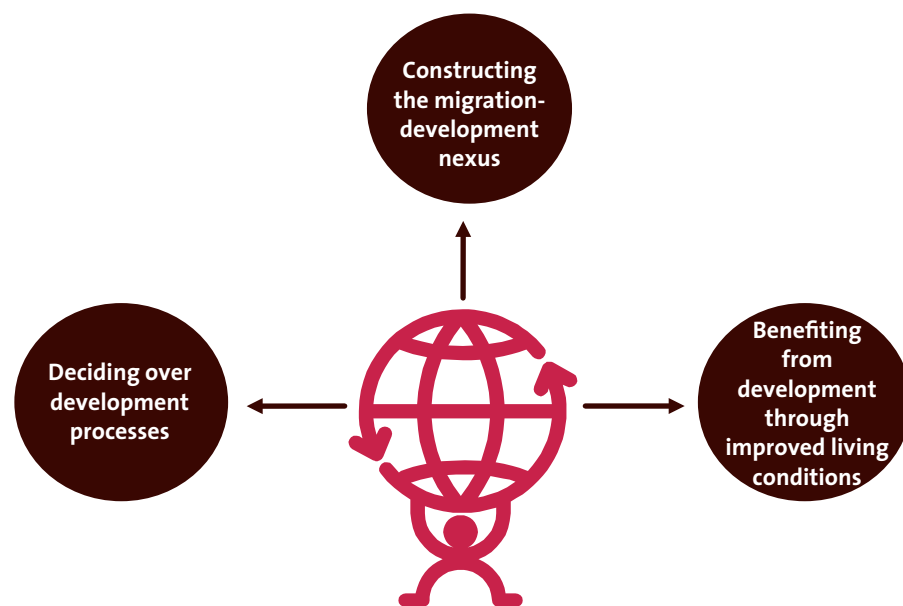 Constructing
the migration-
development
nexus
Deciding over
development
processes
Benefiting
from
development
through
improved living
conditions